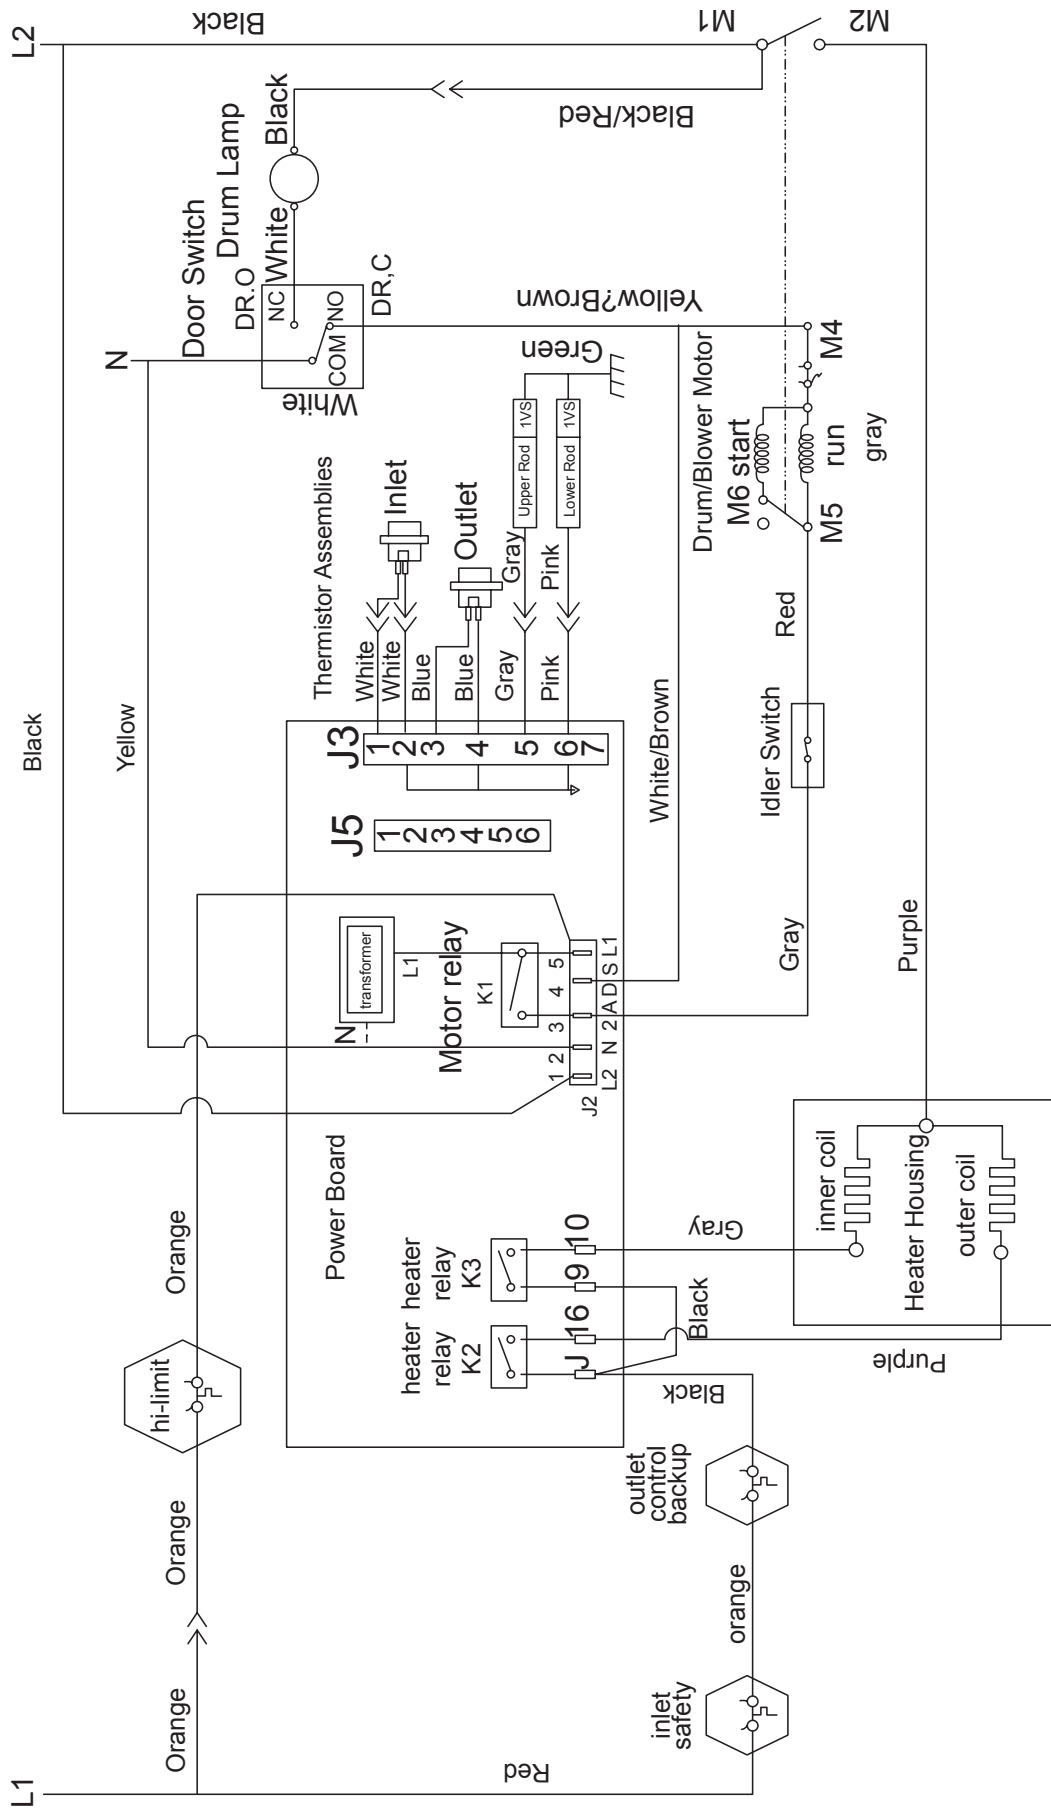 L1
Red
Orange
Orange
Orange
hi-limit
inlet
safety
orange
outlet
control
backup
Black
Purple
Black
Gray
Power Board
heater
relay
K2
heater
relay
K3
J
16
9
10
Heater Housing
inner coil
outer coil
Purple
Black
Yellow
transformer
N
L1
Motor relay
K1
J2
1
2
3
4
5
L2
N
2
A
D
S
L1
J5
1
2
3
4
5
6
J3
1
2
3
4
5
6
7
White
White
Blue
Blue
Gray
Pink
Thermistor Assemblies
Inlet
Outlet
Gray
Pink
Upper Rod
1VS
Lower Rod
1VS
Green
White/Brown
Gray
Idler Switch
Red
Drum/Blower Motor
M6 start
M5
run
gray
M4
Yellow?Brown
N
Door Switch
DR.O
NC
COM
NO
DR,C
White
White
Drum Lamp
Black
Black/Red
L2
Black
M1
M2